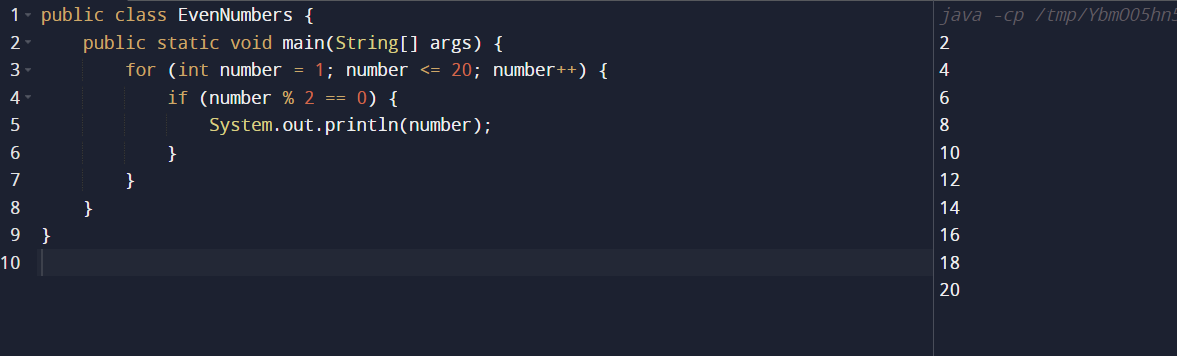 1 public class EvenNumbers {
2     public static void main(String[] args) {
3         for (int number = 1; number <= 20; number++) {
4             if (number % 2 == 0) {
5                 System.out.println(number);
6             }
7         }
8     }
9 }
10
java -cp /tmp/YbmO05hn5
2
4
6
8
10
12
14
16
18
20